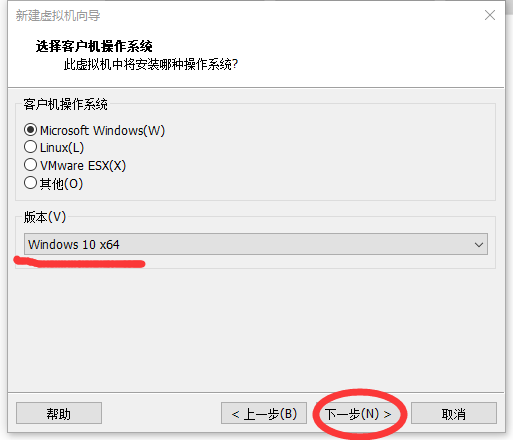 新建虚拟机向导
选择客户机操作系统
此虚拟机中将安装哪种操作系统?
客户机操作系统
Microsoft Windows(W)
Linux(L)
VMware ESX(X)
其他(O)
版本(V)
Windows 10 x64
帮助
< 上一步(B)
下一步(N) >
取消